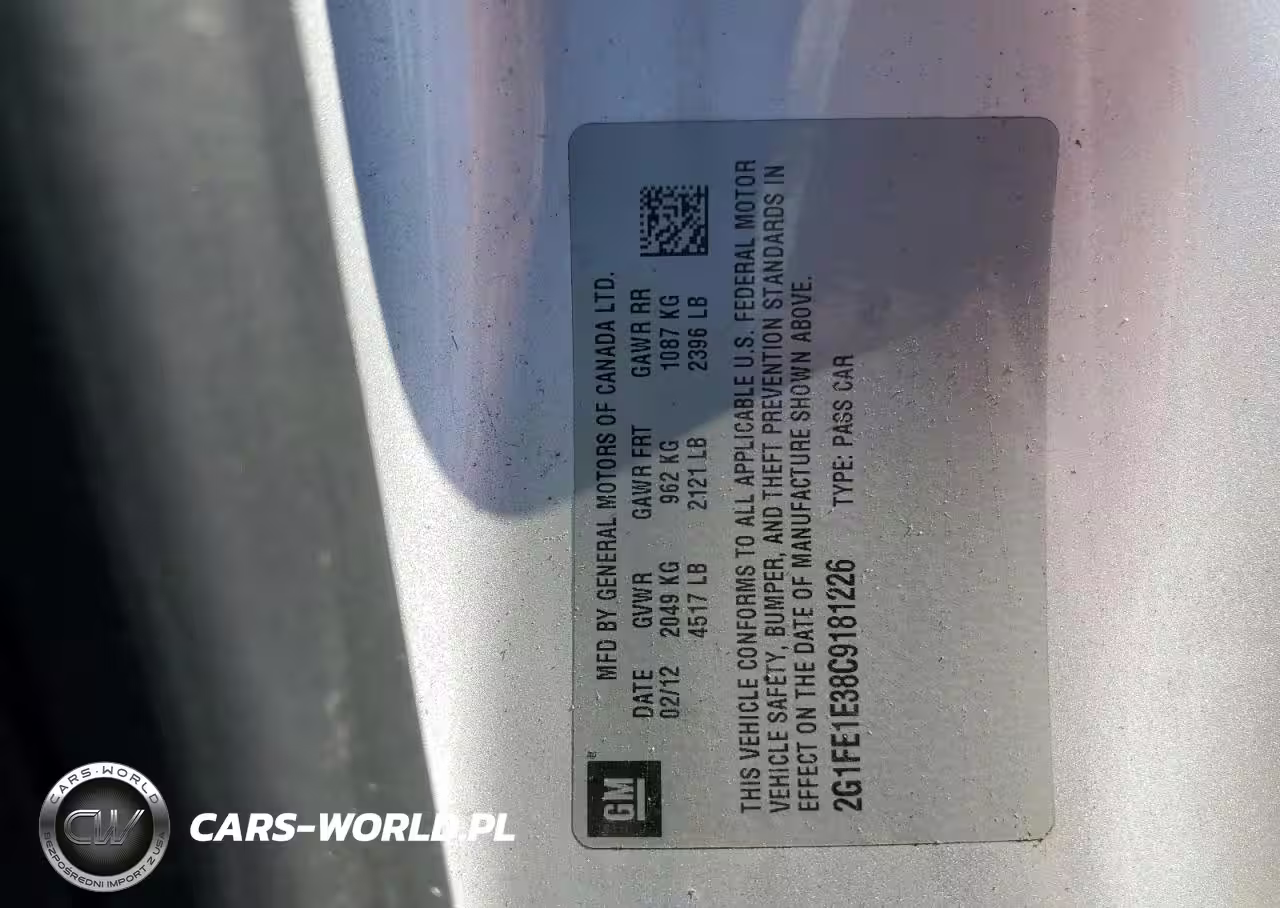 MFD BY GENERAL MOTORS OF CANADA LTD.
DATE GVWR GAWR FRT GAWR RR
02/12 2049 KG 962 KG 1087 KG
4517 LB 2121 LB 2396 LB
THIS VEHICLE CONFORMS TO ALL APPLICABLE U.S. FEDERAL MOTOR
VEHICLE SAFETY, BUMPER, AND THEFT PREVENTION STANDARDS IN
EFFECT ON THE DATE OF MANUFACTURE SHOWN ABOVE.
2G1FE1E38C9181226 TYPE: PASS CAR
GM
CARS-WORLD
CW
BEZPOŚREDNI IMPORT Z USA
CARS-WORLD.PL